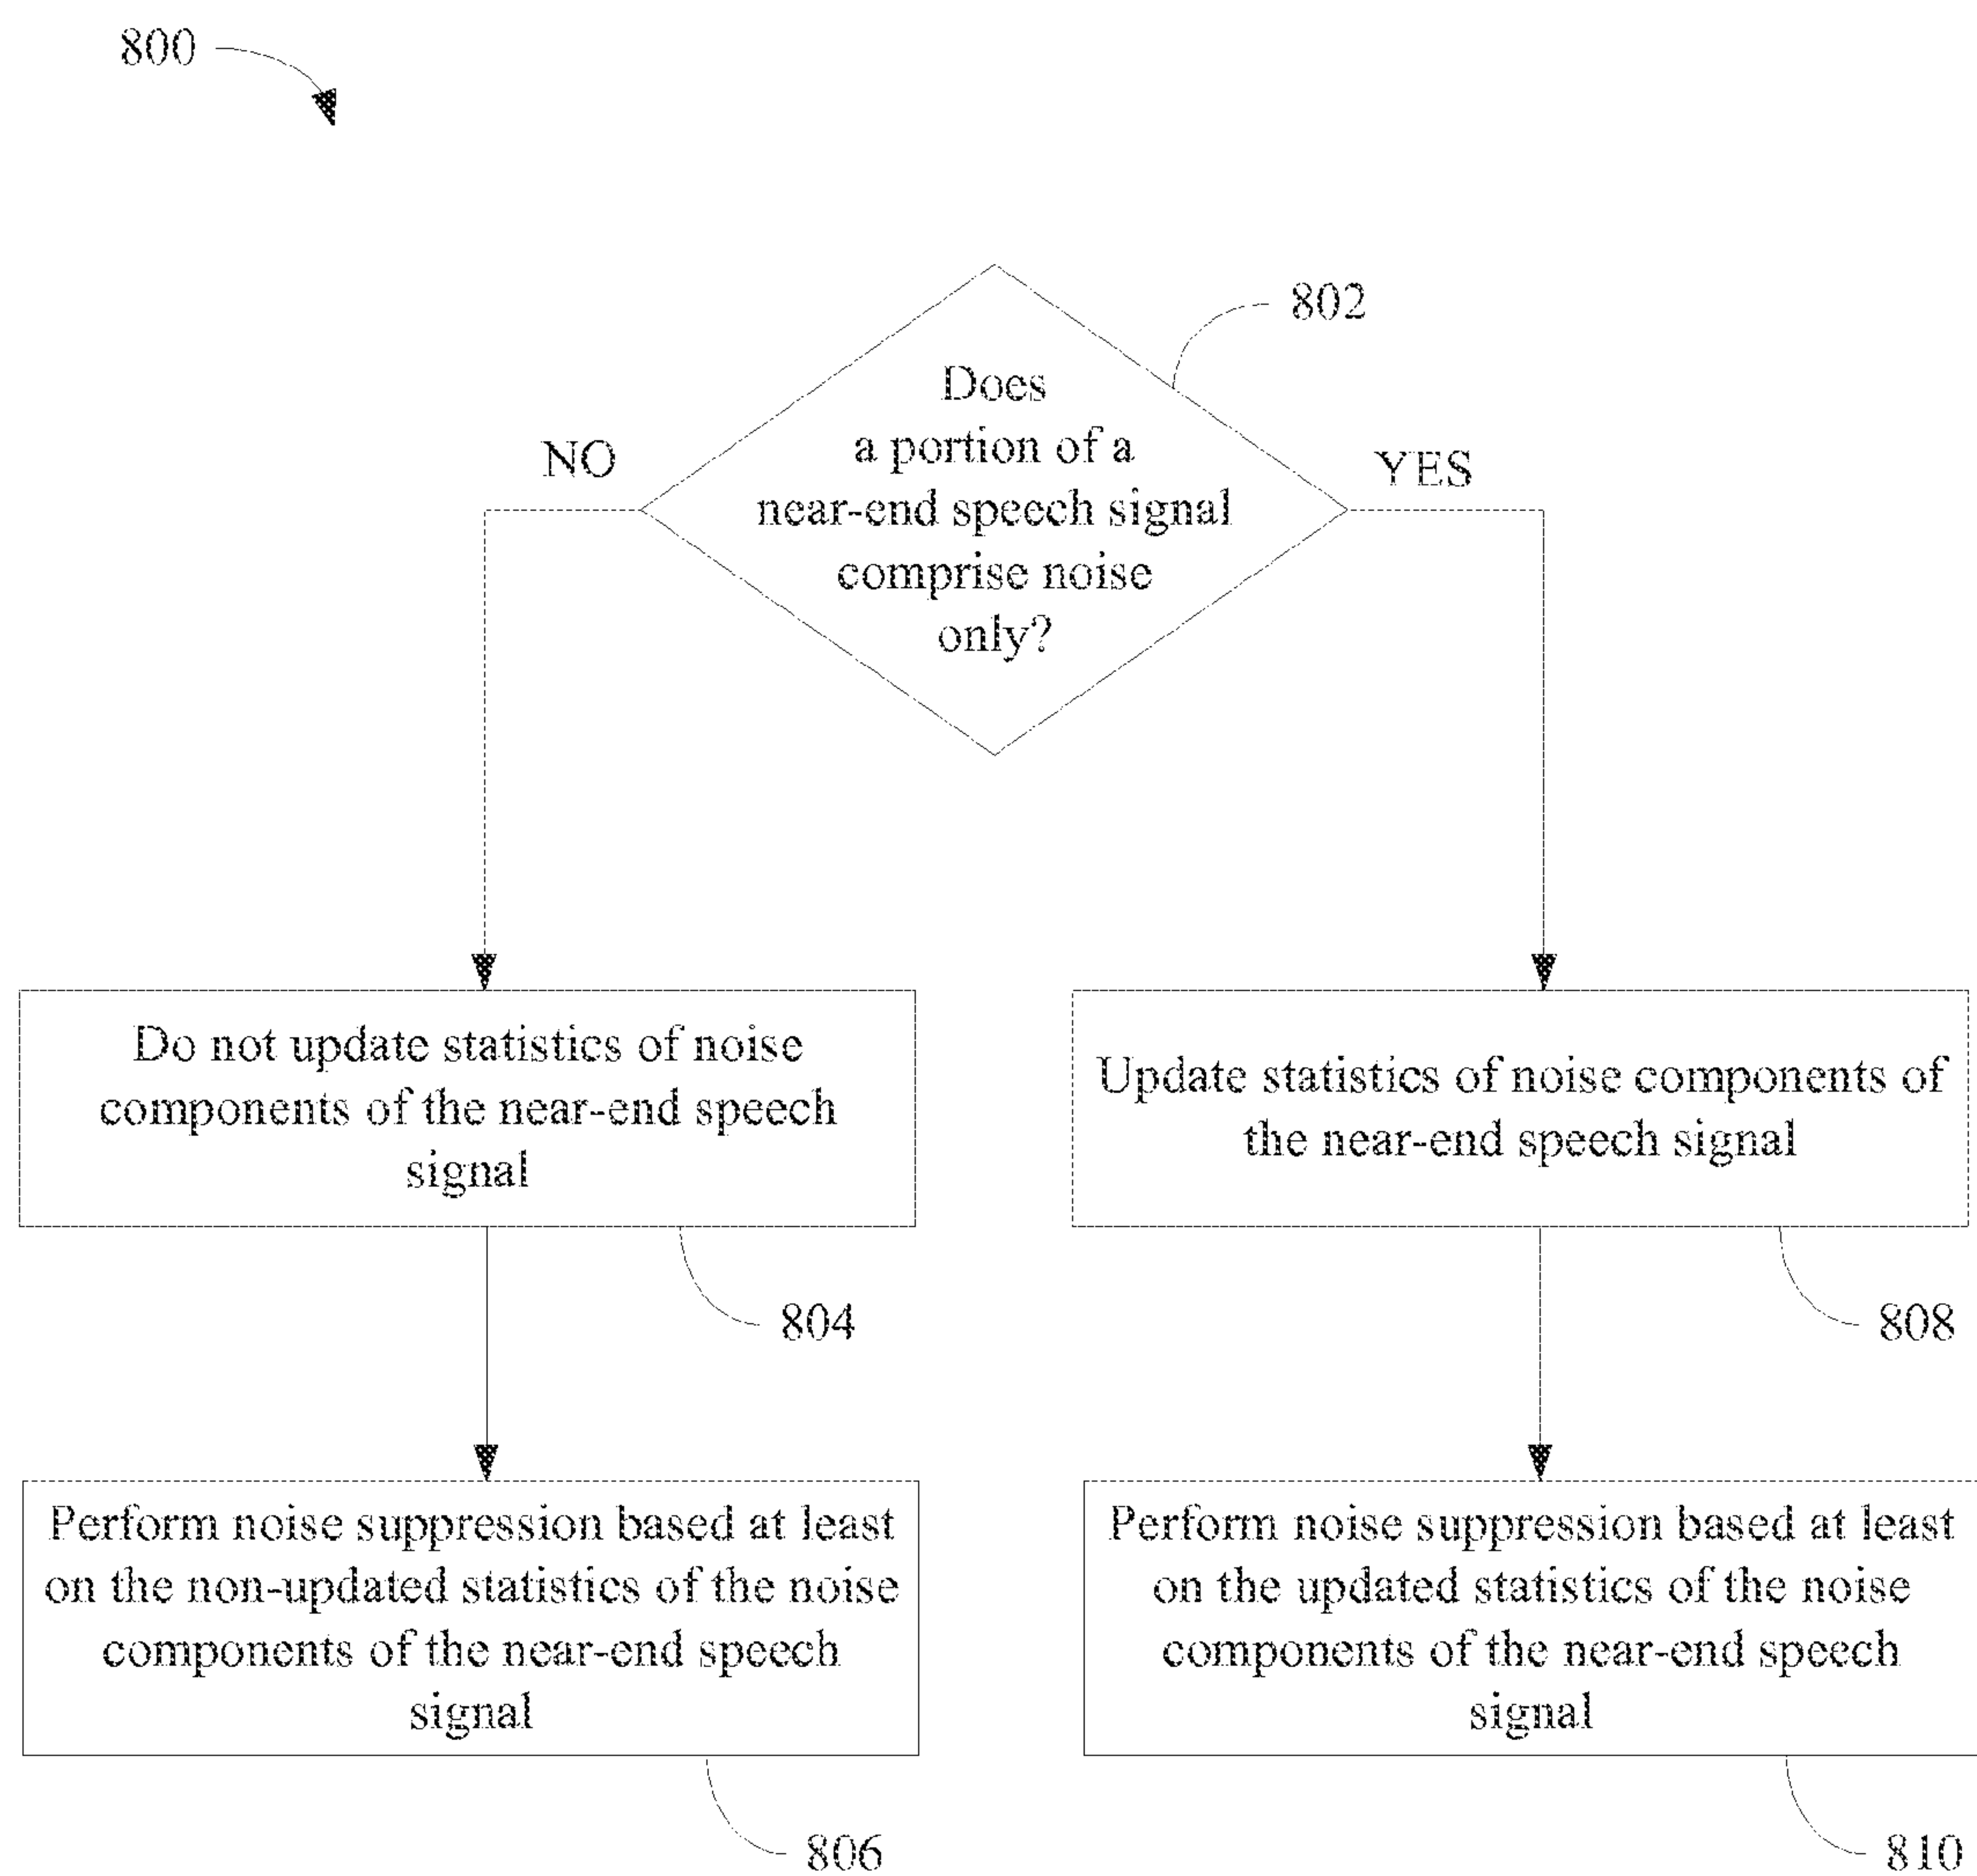 800
802
Does
a portion of a
near-end speech signal
comprise noise
only?
NO
YES
Do not update statistics of noise
components of the near-end speech
signal
804
Update statistics of noise components of
the near-end speech signal
808
Perform noise suppression based at least
on the non-updated statistics of the noise
components of the near-end speech
signal
806
Perform noise suppression based at least
on the updated statistics of the noise
components of the near-end speech
signal
810